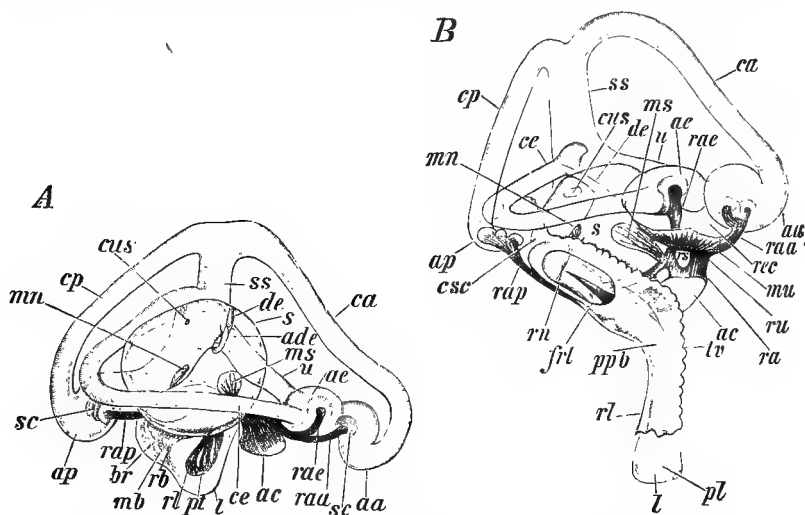 A
cus
cp
mn
ss
de
s
ca
ade
ms
u
ae
sc
ap
rap
br
mb
rb
rl
pl
l
ce
ac
rae
raa
sc
aa
B
cp
ss
ca
ce
cus
de
ms
u
ae
rae
mn
s
ap
csc
rap
rn
frl
ppb
rl
l
pl
lv
ac
ra
ru
mu
rec
raa
rs